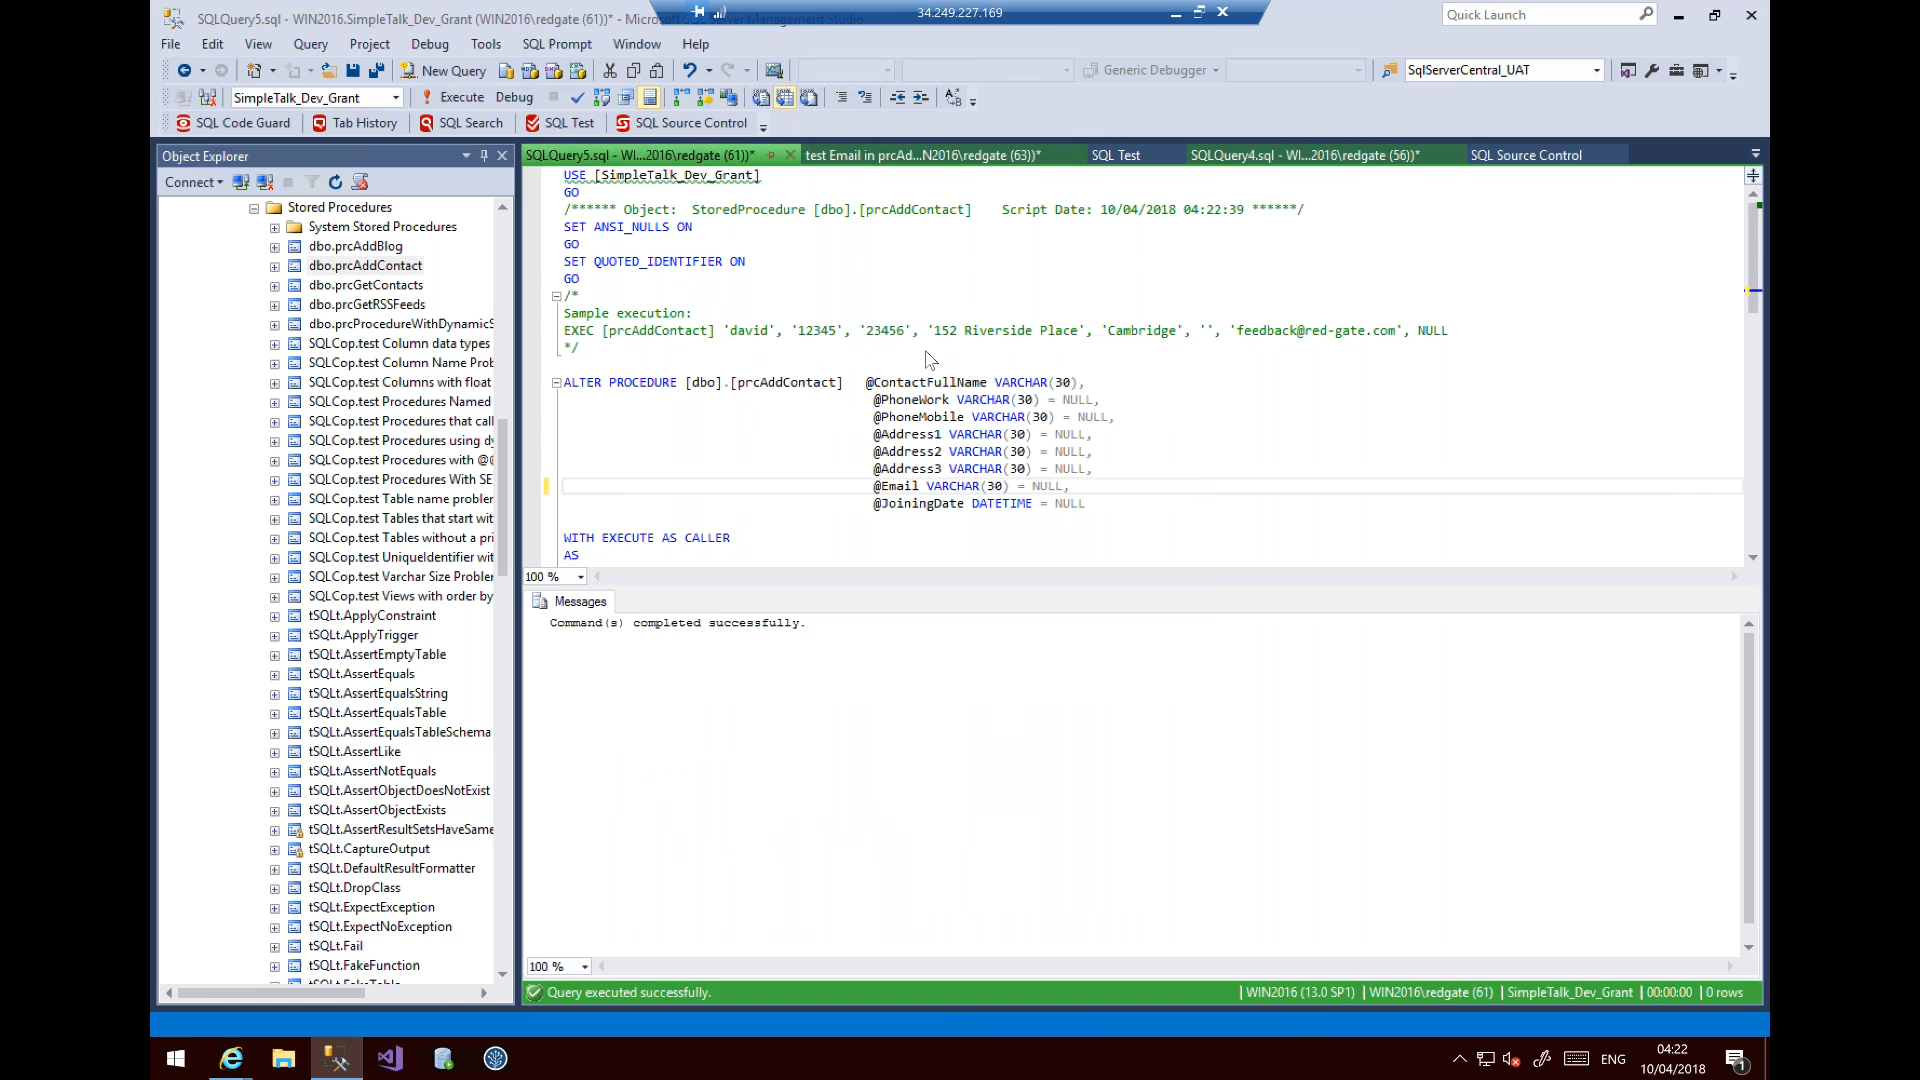 SQLQuery5.sql - WIN2016.SimpleTalk_Dev_Grant (WIN2016\redgate (61))* - Microsoft SQL Server Management Studio
34.249.227.169
Quick Launch
File Edit View Query Project Debug Tools SQL Prompt Window Help
New Query
Generic Debugger
SqlServerCentral_UAT
SimpleTalk_Dev_Grant
Execute Debug
SQL Code Guard Tab History SQL Search SQL Test SQL Source Control
Object Explorer
SQLQuery5.sql - WI...2016\redgate (61))* test Email in prcAd...N2016\redgate (63))* SQL Test SQLQuery4.sql - WI...2016\redgate (56))* SQL Source Control
Connect
Stored Procedures
System Stored Procedures
dbo.prcAddBlog
dbo.prcAddContact
dbo.prcGetContacts
dbo.prcGetRSSFeeds
dbo.prcProcedureWithDynamicS
SQLCop.test Column data types
SQLCop.test Column Name Prob
SQLCop.test Columns with float
SQLCop.test Procedures Named
SQLCop.test Procedures that call
SQLCop.test Procedures using dy
SQLCop.test Procedures with @@
SQLCop.test Procedures With SE
SQLCop.test Table name problem
SQLCop.test Tables that start wit
SQLCop.test Tables without a pri
SQLCop.test UniqueIdentifier wit
SQLCop.test Varchar Size Probler
SQLCop.test Views with order by
tSQLt.ApplyConstraint
tSQLt.ApplyTrigger
tSQLt.AssertEmptyTable
tSQLt.AssertEquals
tSQLt.AssertEqualsString
tSQLt.AssertEqualsTable
tSQLt.AssertEqualsTableSchema
tSQLt.AssertLike
tSQLt.AssertNotEquals
tSQLt.AssertObjectDoesNotExist
tSQLt.AssertObjectExists
tSQLt.AssertResultSetsHaveSame
tSQLt.CaptureOutput
tSQLt.DefaultResultFormatter
tSQLt.DropClass
tSQLt.ExpectException
tSQLt.ExpectNoException
tSQLt.Fail
tSQLt.FakeFunction
USE [SimpleTalk_Dev_Grant]
GO
/****** Object: StoredProcedure [dbo].[prcAddContact] Script Date: 10/04/2018 04:22:39 ******/
SET ANSI_NULLS ON
GO
SET QUOTED_IDENTIFIER ON
GO
/*
Sample execution:
EXEC [prcAddContact] 'david', '12345', '23456', '152 Riverside Place', 'Cambridge', '', 'feedback@red-gate.com', NULL
*/
ALTER PROCEDURE [dbo].[prcAddContact] @ContactFullName VARCHAR(30),
@PhoneWork VARCHAR(30) = NULL,
@PhoneMobile VARCHAR(30) = NULL,
@Address1 VARCHAR(30) = NULL,
@Address2 VARCHAR(30) = NULL,
@Address3 VARCHAR(30) = NULL,
@Email VARCHAR(30) = NULL,
@JoiningDate DATETIME = NULL
WITH EXECUTE AS CALLER
AS
100 %
Messages
Command(s) completed successfully.
100 %
Query executed successfully. WIN2016 (13.0 SP1) WIN2016\redgate (61) SimpleTalk_Dev_Grant 00:00:00 0 rows
ENG
04:22
10/04/2018
1